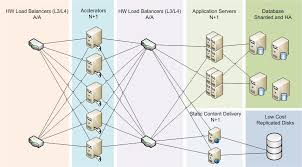 HW Load Balancers (L3/L4)
A/A
Acclerators
N+1
HW Load Balancers (L3/L4)
A/A
Application Servers
N+1
Database
Sharded and HA
Static Content Delivery
N+1
Low Cost
Replicated Disks